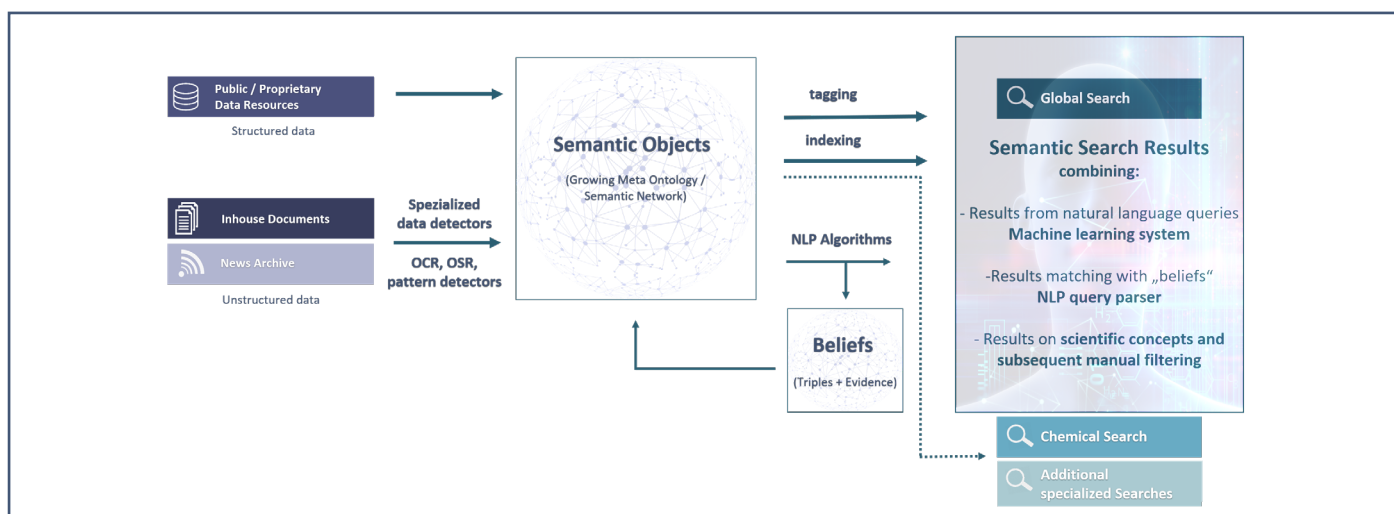 Public / Proprietary
Data Resources
Structured data
Inhouse Documents
News Archive
Unstructured data
Spezialized
data detectors
OCR, OSR,
pattern detectors
Semantic Objects
(Growing Meta Ontology /
Semantic Network)
tagging
indexing
NLP Algorithms
Beliefs
(Triples + Evidence)
Global Search
Semantic Search Results
combining:
- Results from natural language queries
Machine learning system
-Results matching with „beliefs“
NLP query parser
- Results on scientific concepts and
subsequent manual filtering
Chemical Search
Additional
specialized Searches